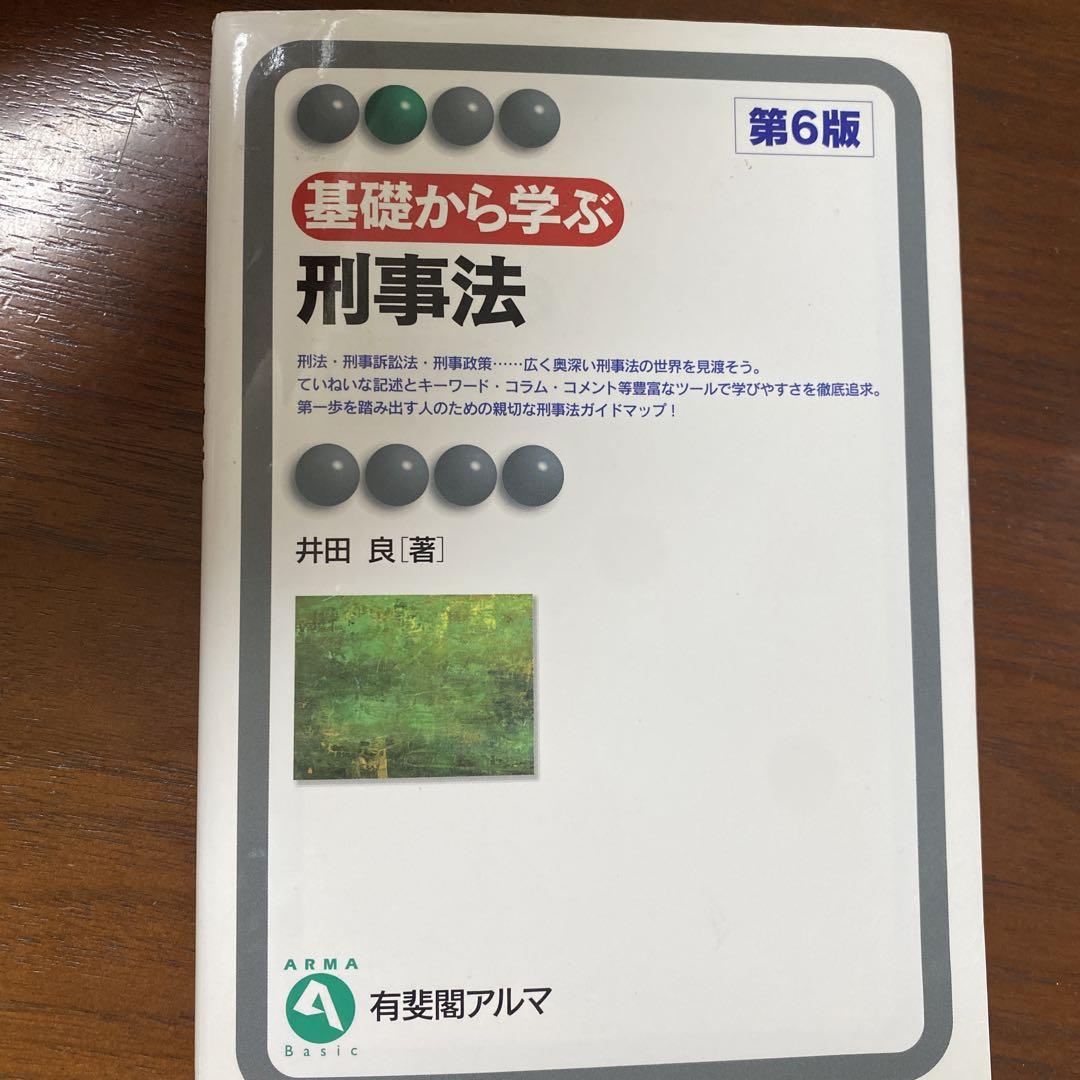 第6版
基礎から学ぶ
刑事法
刑法・刑事訴訟法・刑事政策……広く奥深い刑事法の世界を見渡そう。
ていねいな記述とキーワード・コラム・コメント等豊富なツールで学びやすさを徹底追求。
第一歩を踏み出す人のための親切な刑事法ガイドマップ！
井田 良[著]
ARMA
有斐閣アルマ
Basic